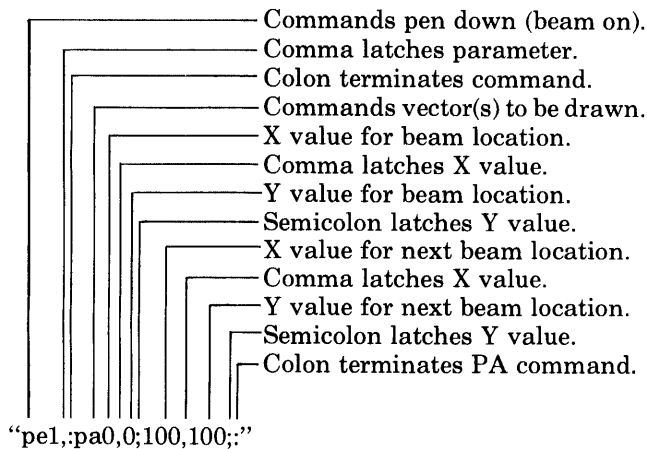 Commands pen down (beam on).
Comma latches parameter.
Colon terminates command.
Commands vector(s) to be drawn.
X value for beam location.
Comma latches X value.
Y value for beam location.
Semicolon latches Y value.
X value for next beam location.
Comma latches X value.
Y value for next beam location.
Semicolon latches Y value.
Colon terminates PA command.
“pe1,:pa0,0;100,100;:”